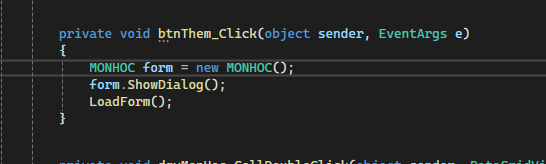 private void btnThem_Click(object sender, EventArgs e)
{
MONHOC form = new MONHOC();
form.ShowDialog();
LoadForm();
}